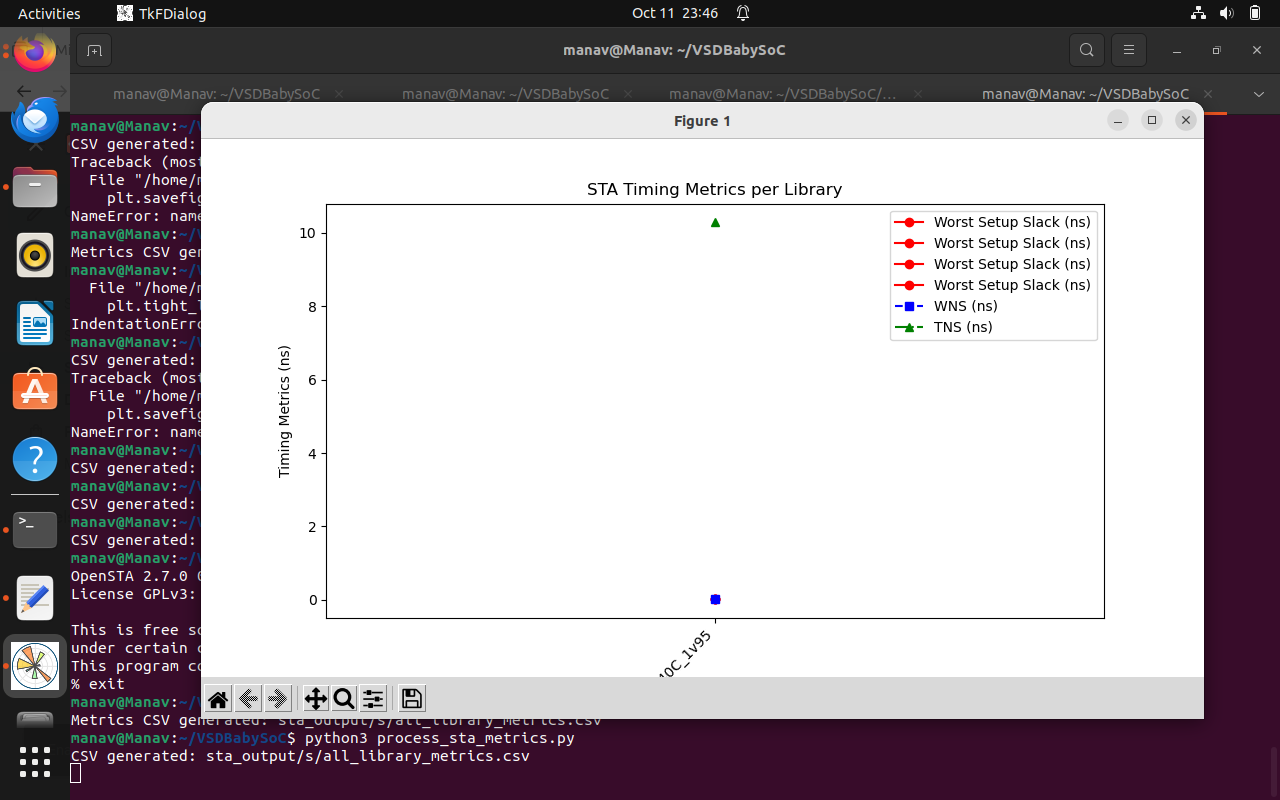 Activities
TkFDialog
Oct 11 23:46
manav@Manav: ~/VSDBabySoC
manav@Manav: ~/VSDBabySoC
manav@Manav: ~/VSDBabySoC
manav@Manav: ~/VSDBabySoC/...
manav@Manav: ~/VSDBabySoC
manav@Manav:~/
CSV generated:
Traceback (most
File "/home/m
plt.savefig
NameError: name
manav@Manav:~/
Metrics CSV gen
manav@Manav:~/
File "/home/m
plt.tight_l
IndentationErro
manav@Manav:~/
CSV generated:
Traceback (most
File "/home/m
plt.savefig
NameError: name
manav@Manav:~/
CSV generated:
manav@Manav:~/
CSV generated:
manav@Manav:~/
CSV generated:
manav@Manav:~/
OpenSTA 2.7.0
License GPLv3:
This is free so
under certain c
This program co
% exit
manav@Manav:~/
Metrics CSV generated: sta_output/s/all_library_metrics.csv
manav@Manav:~/VSDBabySoC$ python3 process_sta_metrics.py
CSV generated: sta_output/s/all_library_metrics.csv
Figure 1
STA Timing Metrics per Library
Worst Setup Slack (ns)
Worst Setup Slack (ns)
Worst Setup Slack (ns)
Worst Setup Slack (ns)
WNS (ns)
TNS (ns)
Timing Metrics (ns)
10
8
6
4
2
0
40C_1v95